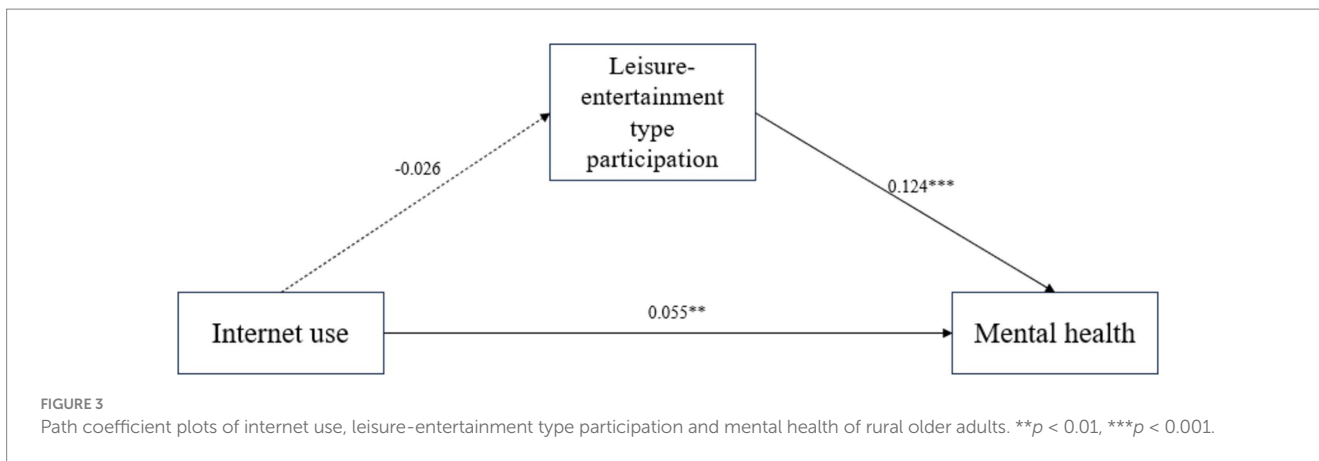 Leisure-
entertainment
type
participation
-0.026
0.124***
0.055**
Internet use
Mental health
FIGURE 3
Path coefficient plots of internet use, leisure-entertainment type participation and mental health of rural older adults. **p < 0.01, ***p < 0.001.